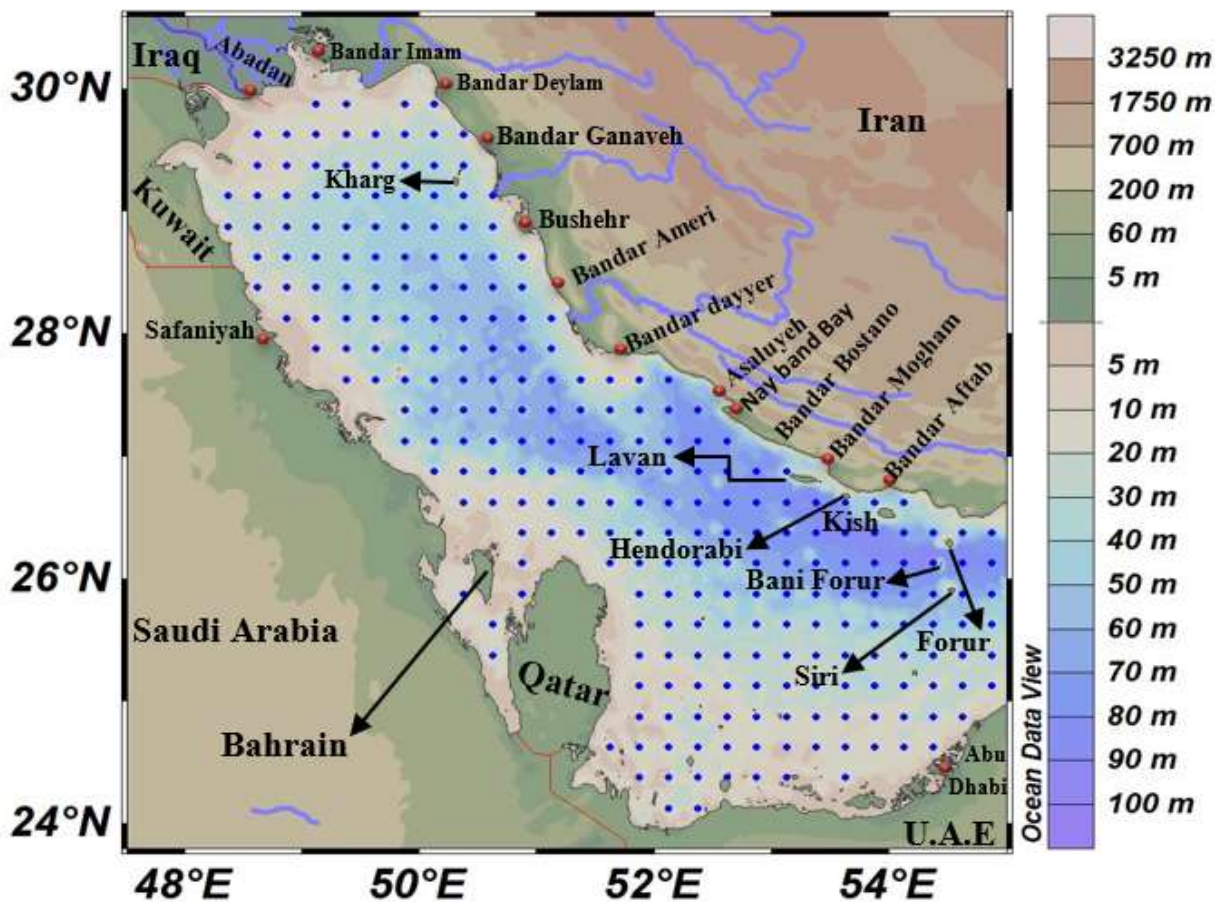 Iraq
Abadan
Bandar Imam
Bandar Deylam
Bandar Ganaveh
Iran
Kharg
Kuwait
Bushehr
Bandar Ameri
Safaniyah
Bandar dayyer
Asaluyeh
Nay band Bay
Bandar Bostano
Bandar Mogham
Bandar Aftab
Lavan
Kish
Hendorabi
Bani Forur
Forur
Siri
Saudi Arabia
Qatar
Bahrain
Abu
Dhabi
U.A.E
30°N
28°N
26°N
24°N
48°E
50°E
52°E
54°E
Ocean Data View
3250 m
1750 m
700 m
200 m
60 m
5 m
5 m
10 m
20 m
30 m
40 m
50 m
60 m
70 m
80 m
90 m
100 m